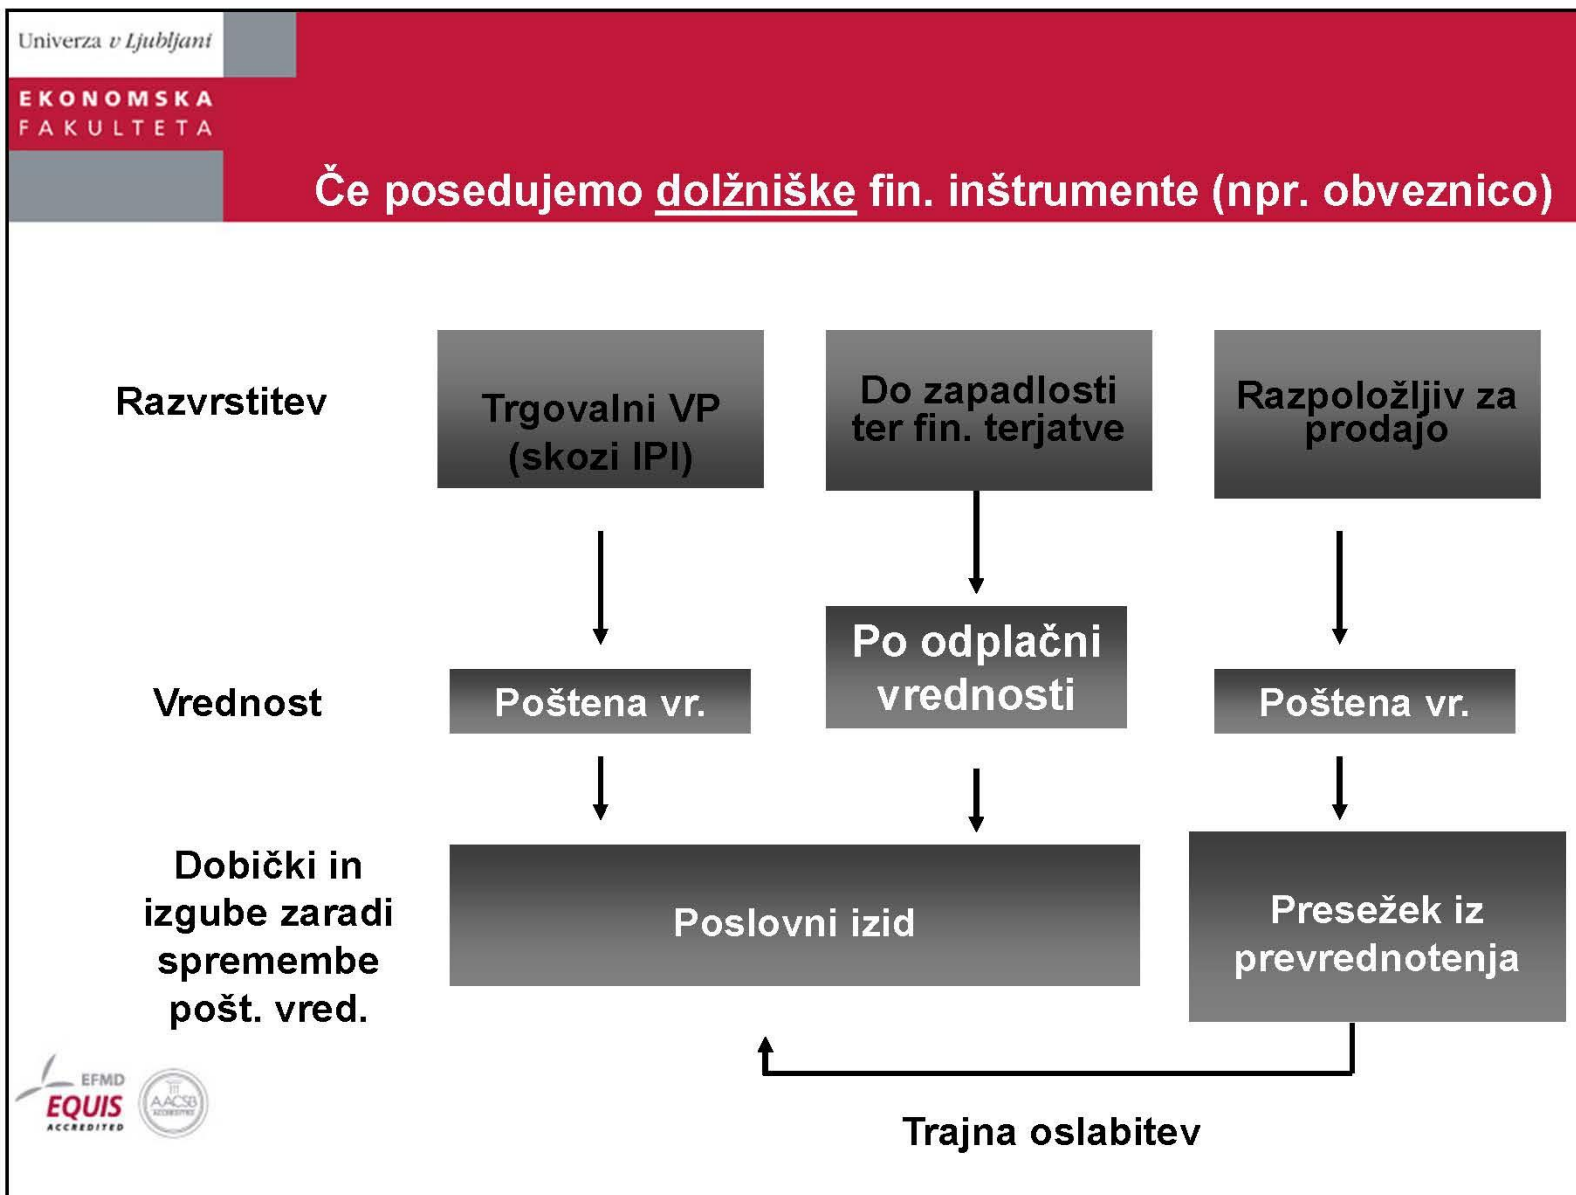 Univerza v Ljubljani
EKONOMSKA
FAKULTETA
Če posedujemo dolžniške fin. inštrumente (npr. obveznico)
Razvrstitev
Trgovalni VP
(skozi IPI)
Do zapadlosti
ter fin. terjatve
Razpoložljiv za
prodajo
Vrednost
Poštena vr.
Po odplačni
vrednosti
Poštena vr.
Dobički in
izgube zaradi
spremembe
pošt. vred.
Poslovni izid
Presežek iz
prevrednotenja
Trajna oslabitev
EFMD
EQUIS
ACCREDITED
AACSB
ACCREDITED